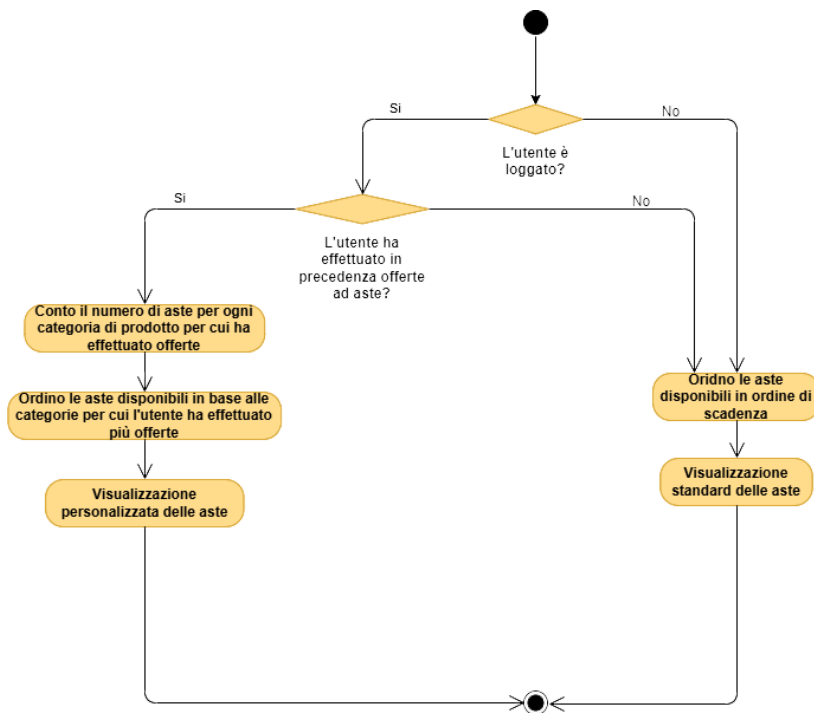 Si
No
L'utente è
loggato?
Si
No
L'utente ha
effettuato in
precedenza offerte
ad aste?
Conto il numero di aste per ogni
categoria di prodotto per cui ha
effettuato offerte
Ordino le aste disponibili in base alle
categorie per cui l'utente ha effettuato
più offerte
Visualizzazione
personalizzata delle aste
Oridno le aste
disponibili in ordine di
scadenza
Visualizzazione
standard delle aste